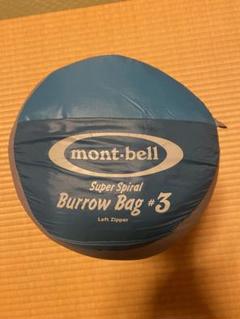 mont-bell
Super Spiral
Burrow Bag #3
Left Zipper